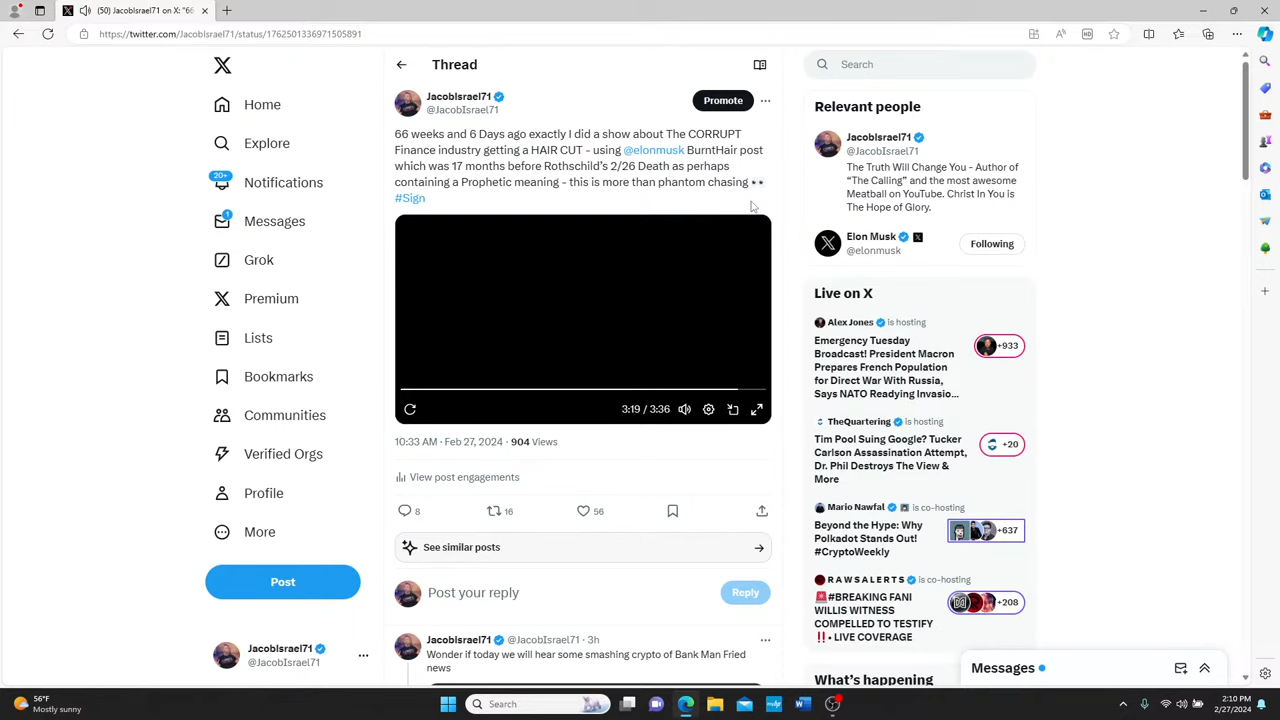 (50) JacobIsrael71 on X: "66
https://twitter.com/JacobIsrael71/status/1762501336971505891
Home
Explore
20+
Notifications
1
Messages
Grok
Premium
Lists
Bookmarks
Communities
Verified Orgs
Profile
More
Post
JacobIsrael71
@JacobIsrael71
Thread
JacobIsrael71
@JacobIsrael71
Promote
66 weeks and 6 Days ago exactly I did a show about The CORRUPT
Finance industry getting a HAIR CUT - using @elonmusk BurntHair post
which was 17 months before Rothschild's 2/26 Death as perhaps
containing a Prophetic meaning - this is more than phantom chasing 👀
#Sign
3:19 / 3:36
10:33 AM · Feb 27, 2024 · 904 Views
View post engagements
8 16 56
See similar posts
Post your reply
Reply
JacobIsrael71 @JacobIsrael71 · 3h
Wonder if today we will hear some smashing crypto of Bank Man Fried
news
Search
Relevant people
JacobIsrael71
@JacobIsrael71
The Truth Will Change You - Author of
"The Calling" and the most awesome
Meatball on YouTube. Christ In You is
The Hope of Glory.
Elon Musk
@elonmusk
Following
Live on X
Alex Jones is hosting
Emergency Tuesday
Broadcast! President Macron
Prepares French Population
for Direct War With Russia,
Says NATO Readying Invasio...
+933
TheQuartering is hosting
Tim Pool Suing Google? Tucker
Carlson Assassination Attempt,
Dr. Phil Destroys The View &
More
+20
Mario Nawfal is co-hosting
Beyond the Hype: Why
Polkadot Stands Out!
#CryptoWeekly
+637
R A W S A L E R T S is co-hosting
🚨#BREAKING FANI
WILLIS WITNESS
COMPELLED TO TESTIFY
‼️• LIVE COVERAGE
+208
What's happening
Messages
56°F
Mostly sunny
Search
2:10 PM
2/27/2024